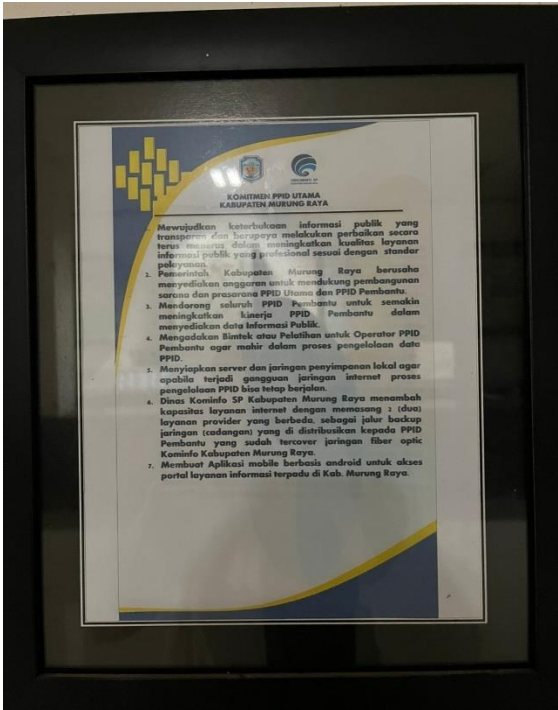 KOMITMEN PPID UTAMA
KABUPATEN MURUNG RAYA
Mewujudkan keterbukaan informasi publik yang
transparan dan berupaya melakukan perbaikan secara
terus menerus dalam meningkatkan kualitas layanan
informasi publik yang profesional sesuai dengan standar
pelayanan.
2. Pemerintah Kabupaten Murung Raya berusaha
menyediakan anggaran untuk mendukung pembangunan
sarana dan prasarana PPID Utama dan PPID Pembantu.
3. Mendorong seluruh PPID Pembantu untuk semakin
meningkatkan kinerja PPID Pembantu dalam
menyediakan data Informasi Publik.
4. Mengadakan Bimtek atau Pelatihan untuk Operator PPID
Pembantu agar mahir dalam proses pengelolaan data
PPID.
5. Menyiapkan server dan jaringan penyimpanan lokal agar
apabila terjadi gangguan jaringan internet proses
pengelolaan PPID bisa tetap berjalan.
6. Dinas Kominfo SP Kabupaten Murung Raya menambah
kapasitas layanan internet dengan memasang 2 (dua)
layanan provider yang berbeda, sebagai jalur backup
jaringan (cadangan) yang di distribusikan kepada PPID
Pembantu yang sudah tercover jaringan fiber optic
Kominfo Kabupaten Murung Raya.
7. Membuat Aplikasi mobile berbasis android untuk akses
portal layanan informasi terpadu di Kab. Murung Raya.